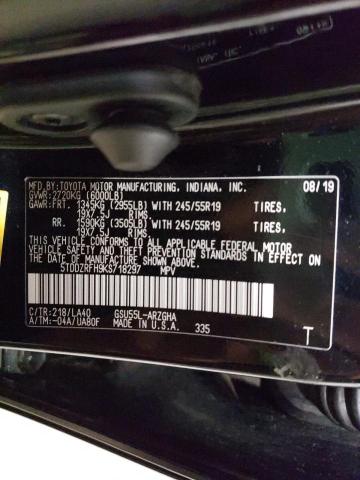 MFD.BY:TOYOTA MOTOR MANUFACTURING, INDIANA, INC. 08/19
GVWR:2720KG (6000LB)
GAWR:FRT. 1345KG (2955LB) WITH 245/55R19 TIRES,
19X7.5J RIMS.
RR. 1590KG (3505LB) WITH 245/55R19 TIRES,
19X7.5J RIMS.
THIS VEHICLE CONFORMS TO ALL APPLICABLE FEDERAL MOTOR
VEHICLE SAFETY, BUMPER, AND THEFT PREVENTION STANDARDS
IN EFFECT ON THE DATE OF MANUFACTURE SHOWN ABOVE.
5TDDZRFH9KS718297 MPV
C/TR:218/LA40 GSU55L-ARZGHA
A/TM:-04A/UA80F MADE IN U.S.A. 335 T